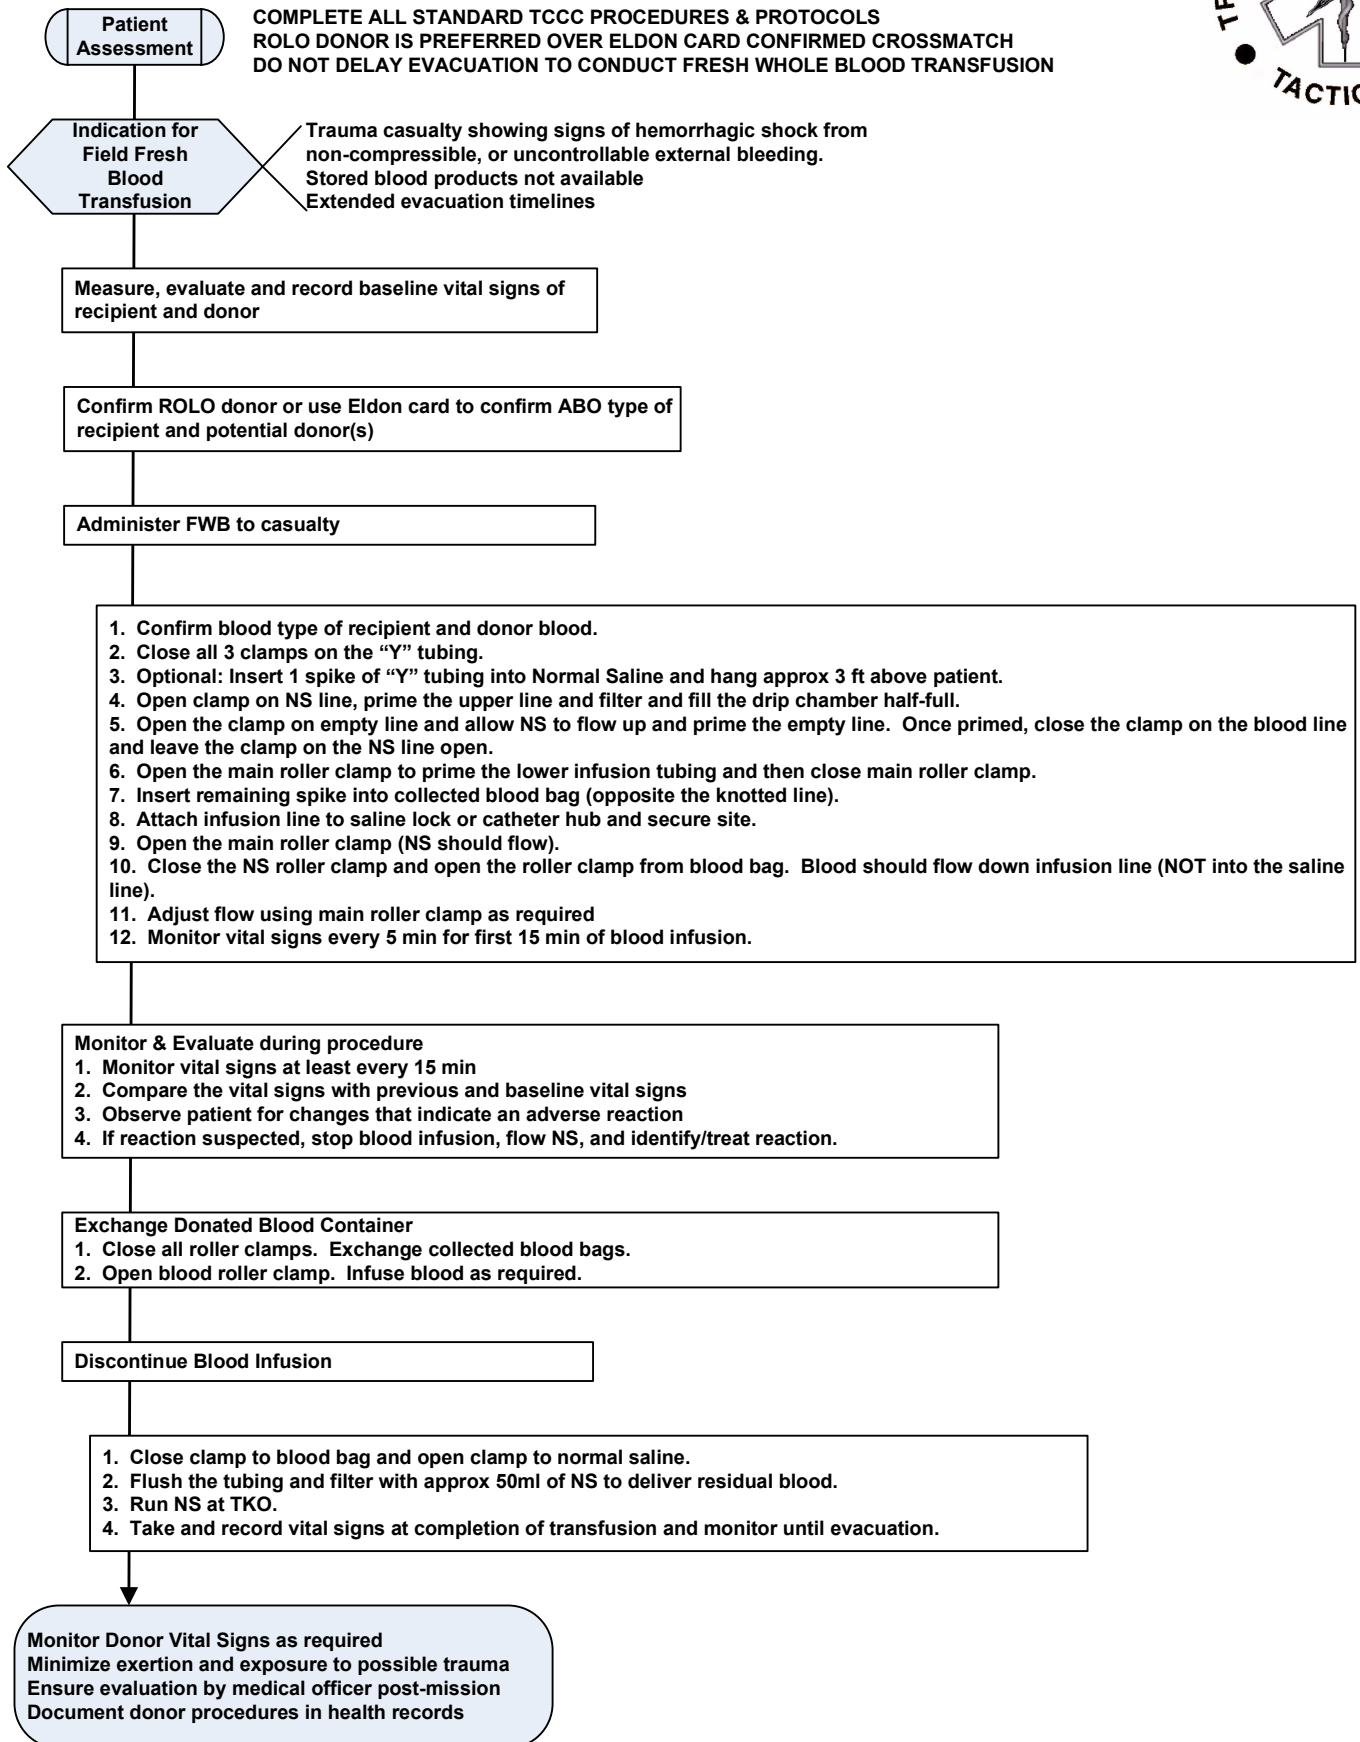 Patient
Assessment
COMPLETE ALL STANDARD TCCC PROCEDURES & PROTOCOLS
ROLO DONOR IS PREFERRED OVER ELDON CARD CONFIRMED CROSSMATCH
DO NOT DELAY EVACUATION TO CONDUCT FRESH WHOLE BLOOD TRANSFUSION
Indication for
Field Fresh
Blood
Transfusion
Trauma casualty showing signs of hemorrhagic shock from
non-compressible, or uncontrollable external bleeding.
Stored blood products not available
Extended evacuation timelines
Measure, evaluate and record baseline vital signs of
recipient and donor
Confirm ROLO donor or use Eldon card to confirm ABO type of
recipient and potential donor(s)
Administer FWB to casualty
1. Confirm blood type of recipient and donor blood.
2. Close all 3 clamps on the “Y” tubing.
3. Optional: Insert 1 spike of “Y” tubing into Normal Saline and hang approx 3 ft above patient.
4. Open clamp on NS line, prime the upper line and filter and fill the drip chamber half-full.
5. Open the clamp on empty line and allow NS to flow up and prime the empty line. Once primed, close the clamp on the blood line
and leave the clamp on the NS line open.
6. Open the main roller clamp to prime the lower infusion tubing and then close main roller clamp.
7. Insert remaining spike into collected blood bag (opposite the knotted line).
8. Attach infusion line to saline lock or catheter hub and secure site.
9. Open the main roller clamp (NS should flow).
10. Close the NS roller clamp and open the roller clamp from blood bag. Blood should flow down infusion line (NOT into the saline
line).
11. Adjust flow using main roller clamp as required
12. Monitor vital signs every 5 min for first 15 min of blood infusion.
Monitor & Evaluate during procedure
1. Monitor vital signs at least every 15 min
2. Compare the vital signs with previous and baseline vital signs
3. Observe patient for changes that indicate an adverse reaction
4. If reaction suspected, stop blood infusion, flow NS, and identify/treat reaction.
Exchange Donated Blood Container
1. Close all roller clamps. Exchange collected blood bags.
2. Open blood roller clamp. Infuse blood as required.
Discontinue Blood Infusion
1. Close clamp to blood bag and open clamp to normal saline.
2. Flush the tubing and filter with approx 50ml of NS to deliver residual blood.
3. Run NS at TKO.
4. Take and record vital signs at completion of transfusion and monitor until evacuation.
Monitor Donor Vital Signs as required
Minimize exertion and exposure to possible trauma
Ensure evaluation by medical officer post-mission
Document donor procedures in health records